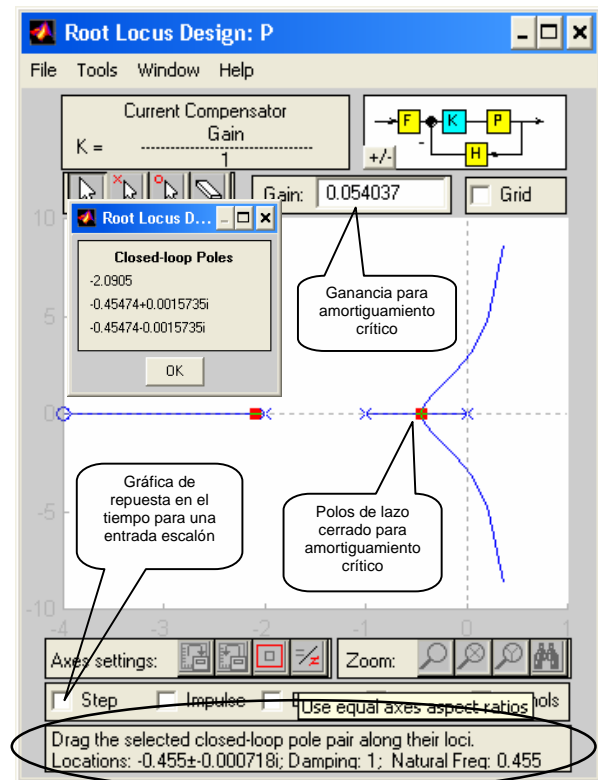 Root Locus Design: P
File Tools Window Help
Current Compensator
K =
Gain
1
F
K
P
H
-
+/-
Gain: 0.054037
Grid
Root Locus D...
Closed-loop Poles
-2.0905
-0.45474+0.0015735i
-0.45474-0.0015735i
OK
Ganancia para
amortiguamiento
crítico
10
5
0
-5
-10
-4 -3 -2 -1 0 1
Gráfica de
repuesta en el
tiempo para una
entrada escalón
Polos de lazo
cerrado para
amortiguamiento
crítico
Axes settings:
Zoom:
Step
Impulse
Use equal axes aspect ratios
Drag the selected closed-loop pole pair along their loci.
Locations: -0.455±-0.000718i; Damping: 1; Natural Freq: 0.455